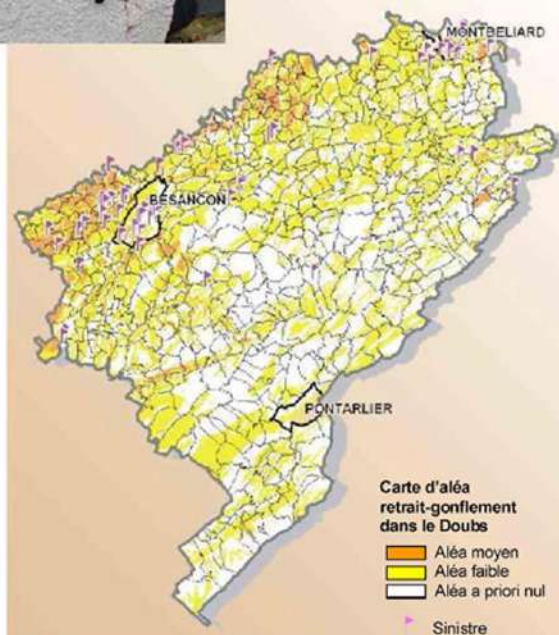 MONTBELIARD
BESANCON
PONTARLIER
Carte d'aléa
retrait-gonflement
dans le Doubs
Aléa moyen
Aléa faible
Aléa a priori nul
Sinistre